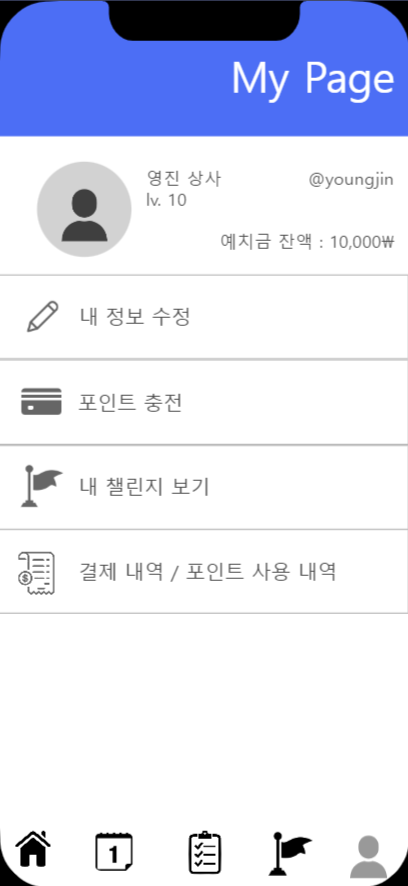 My Page
영진 상사 @youngjin
lv. 10
예치금 잔액 : 10,000₩
내 정보 수정
포인트 충전
내 챌린지 보기
결제 내역 / 포인트 사용 내역
$
1